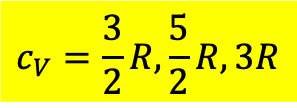 c_V = 3/2 R, 5/2 R, 3R